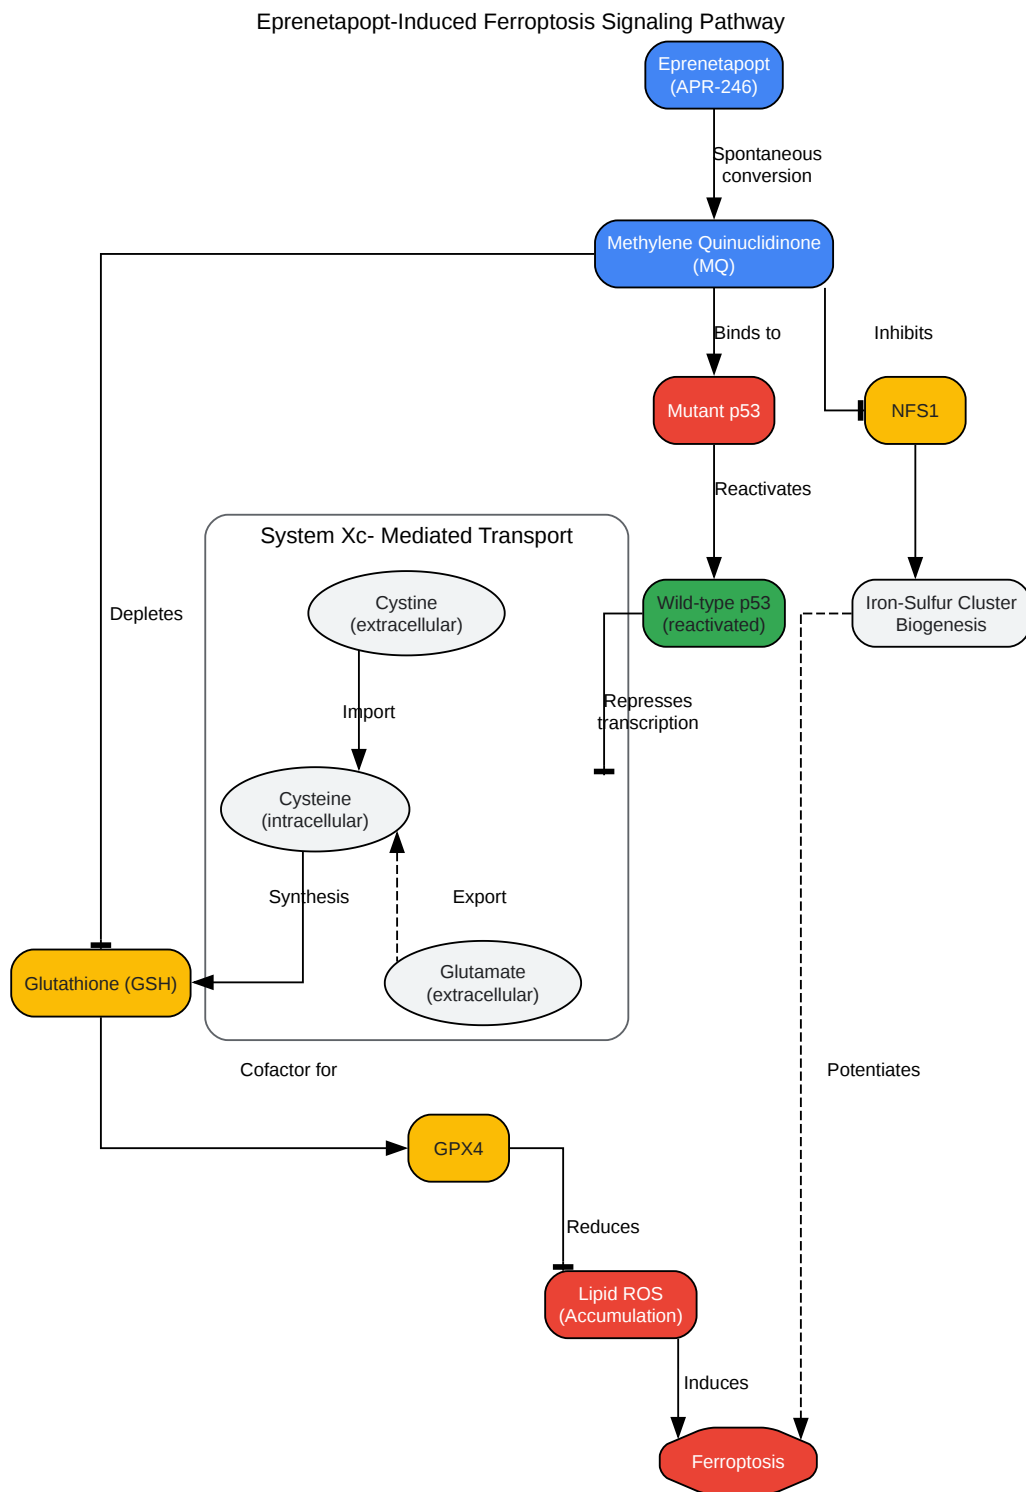 Eprenetapopt-Induced Ferroptosis Signaling Pathway
Eprenetapopt
(APR-246)
Spontaneous
conversion
Methylene Quinuclidinone
(MQ)
Binds to
Inhibits
Mutant p53
NFS1
Reactivates
System Xc- Mediated Transport
Cystine
(extracellular)
Wild-type p53
(reactivated)
Iron-Sulfur Cluster
Biogenesis
Depletes
Import
Represses
transcription
Cysteine
(intracellular)
Synthesis
Export
Glutathione (GSH)
Glutamate
(extracellular)
Cofactor for
Potentiates
GPX4
Reduces
Lipid ROS
(Accumulation)
Induces
Ferroptosis